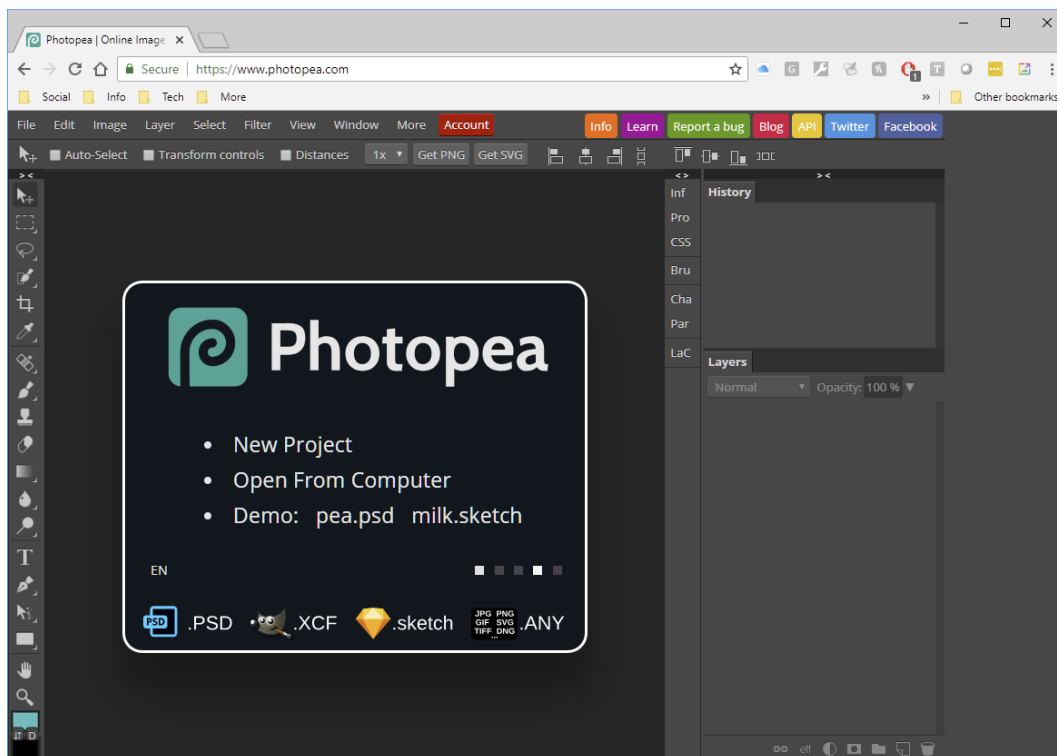 Photopea | Online Image
Secure | https://www.photopea.com
G T 1
Social Info Tech More » Other bookmarks
File Edit Image Layer Select Filter View Window More Account Info Learn Report a bug Blog API Twitter Facebook
Auto-Select Transform controls Distances 1x Get PNG Get SVG
> < < > > <
Inf History
Pro
CSS
Bru
Cha
Par
LaC Layers
Normal Opacity: 100 %
Photopea
• New Project
• Open From Computer
• Demo: pea.psd milk.sketch
EN
PSD .PSD .XCF .sketch JPG PNG GIF SVG TIFF DNG ... .ANY
T
D
eff